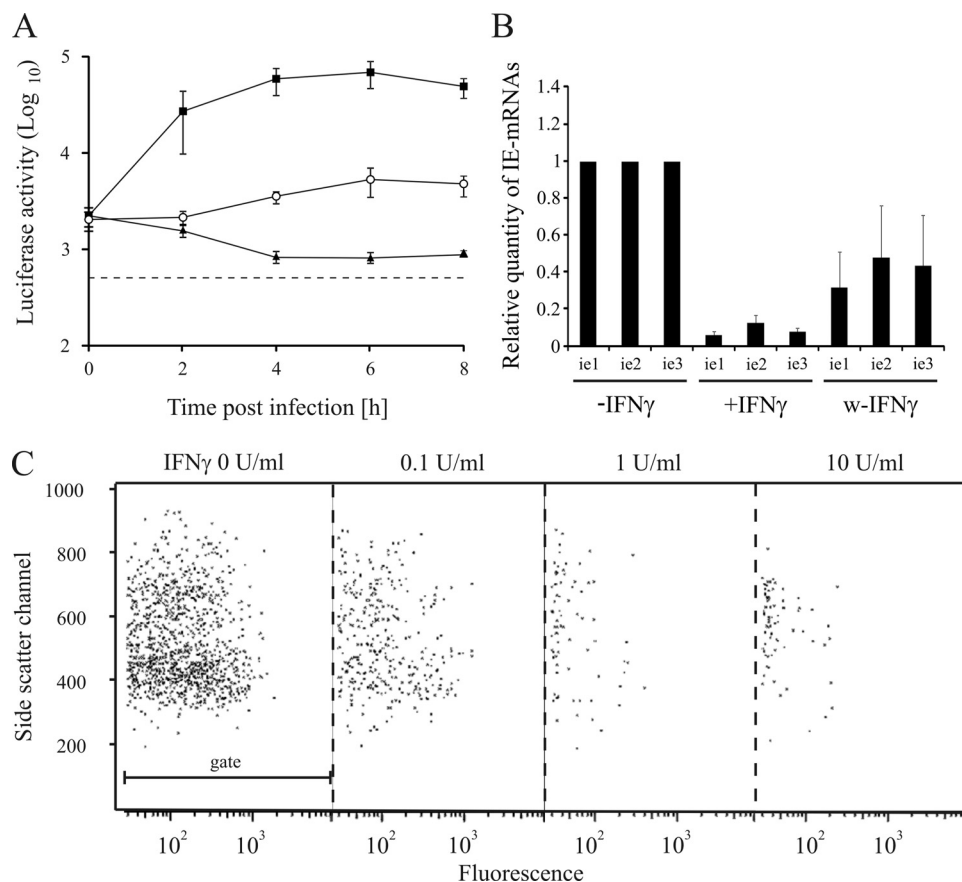 A
Luciferase activity (Log 10)
5
4
3
2
0 2 4 6 8
Time post infection [h]
B
Relative quantity of IE-mRNAs
1.4
1.2
1
0.8
0.6
0.4
0.2
0
ie1 ie2 ie3 ie1 ie2 ie3 ie1 ie2 ie3
-IFNγ +IFNγ w-IFNγ
C
IFNγ 0 U/ml 0.1 U/ml 1 U/ml 10 U/ml
Side scatter channel
1000
800
600
400
200
gate
10² 10³ 10² 10³ 10² 10³ 10² 10³
Fluorescence